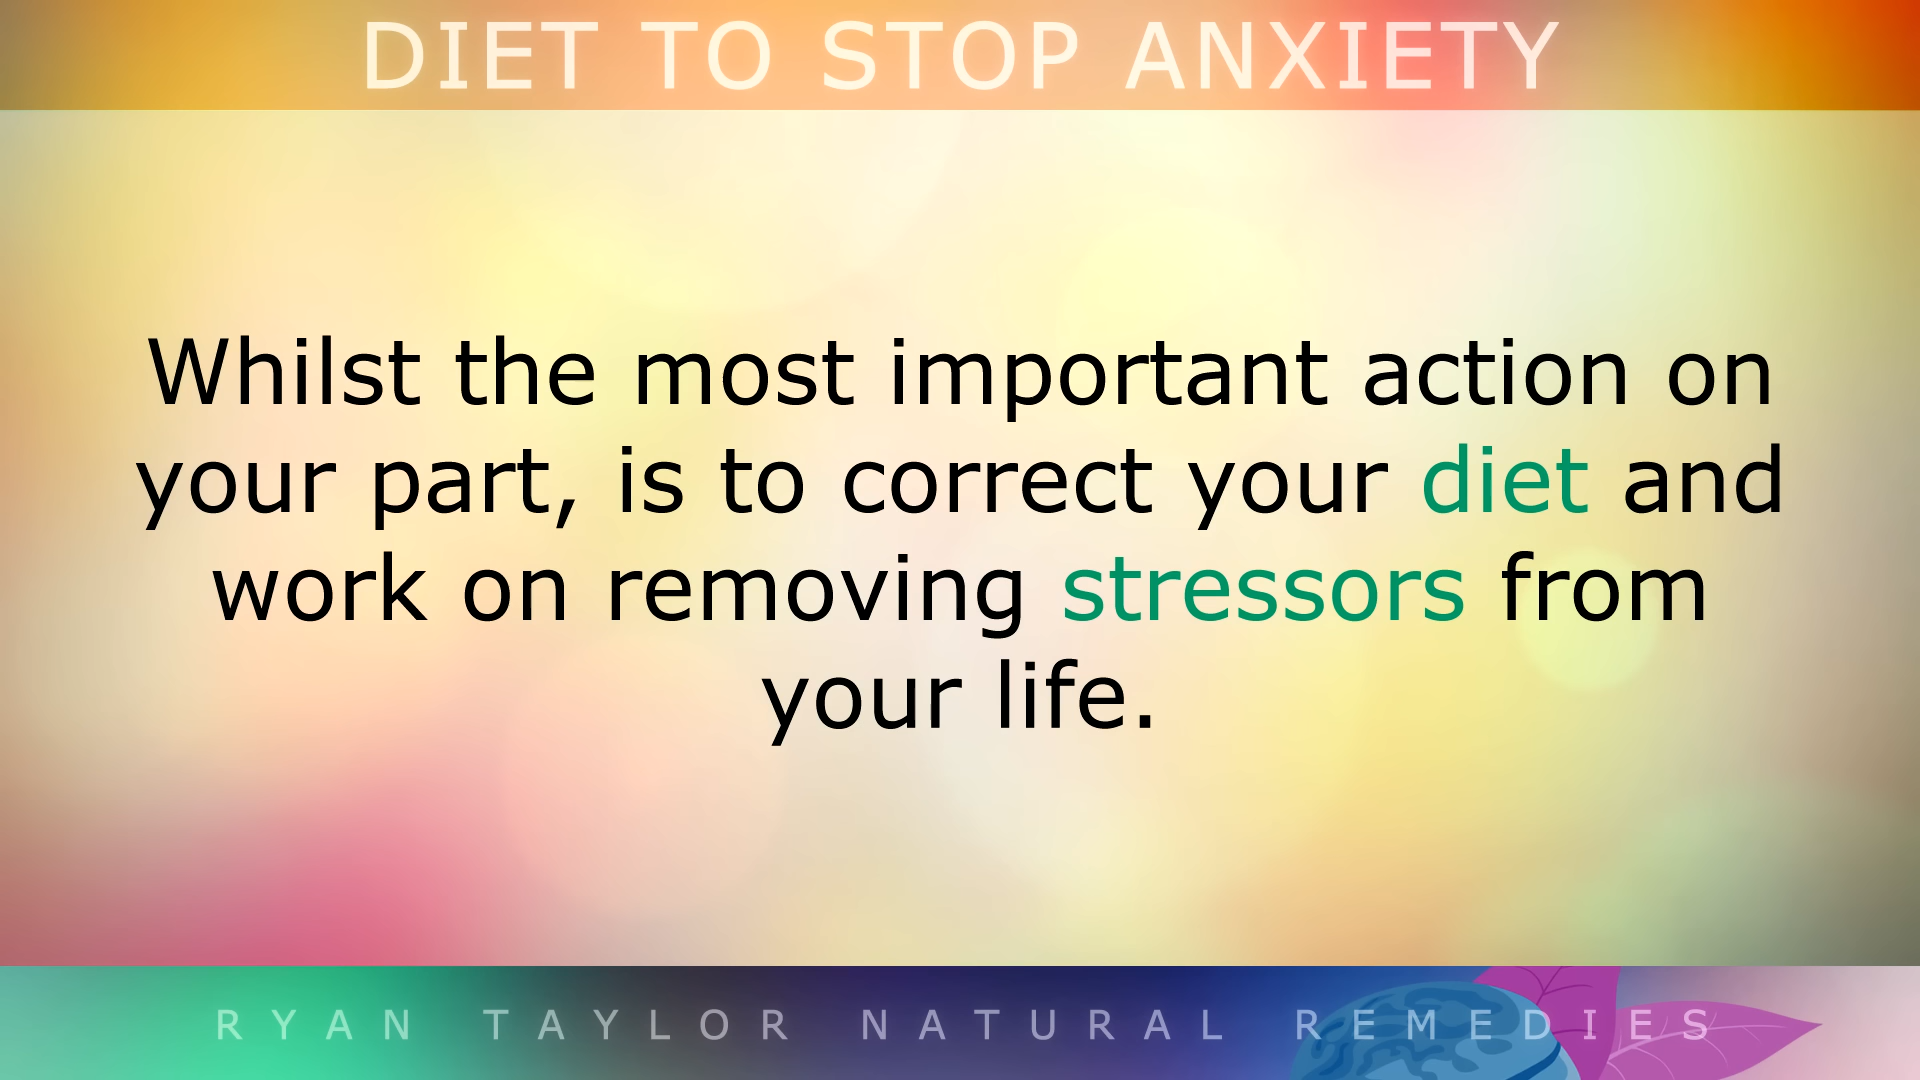 DIET TO STOP ANXIETY
Whilst the most important action on
your part, is to correct your diet and
work on removing stressors from
your life.
RYAN TAYLOR NATURAL REMEDIES